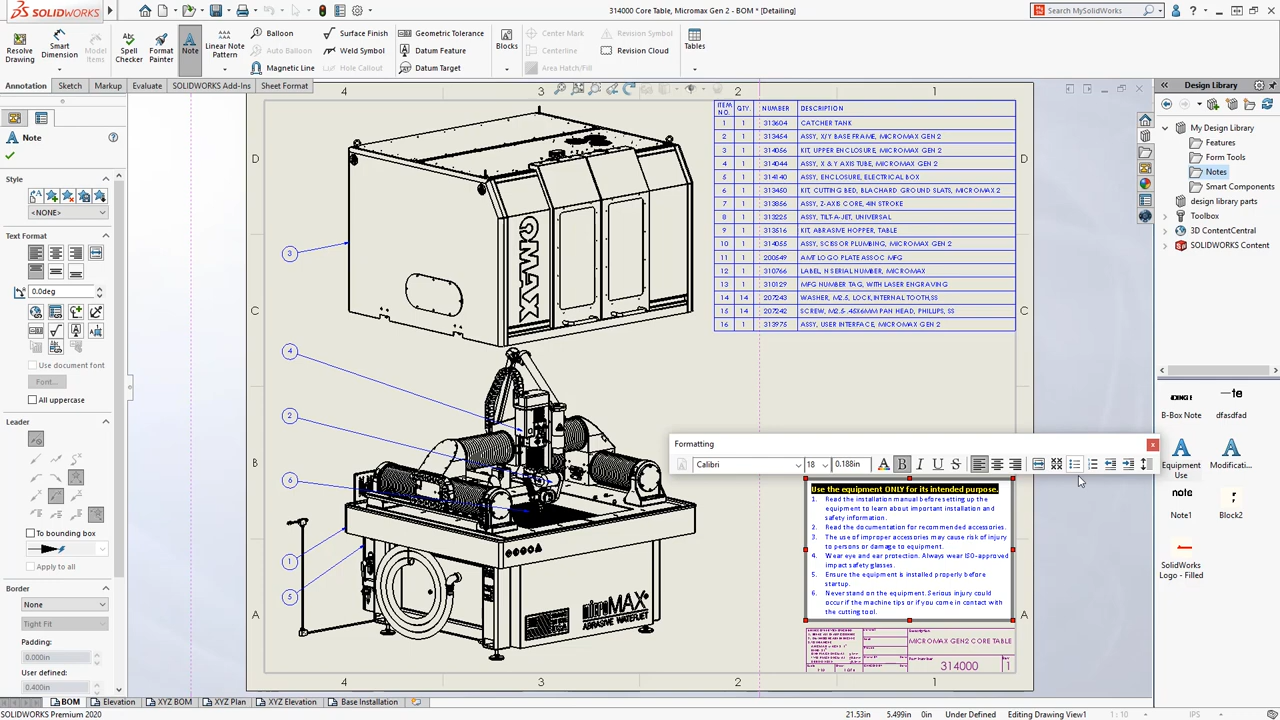 SOLIDWORKS
314000 Core Table, Micromax Gen 2 - BOM * [Detailing]
Search MySolidWorks
Resolve Drawing
Smart Dimension
Model Items
Spell Checker
Format Painter
Note
Linear Note Pattern
Balloon
Auto Balloon
Magnetic Line
Surface Finish
Weld Symbol
Hole Callout
Geometric Tolerance
Datum Feature
Datum Target
Blocks
Center Mark
Centerline
Area Hatch/Fill
Revision Symbol
Revision Cloud
Tables
Annotation Sketch Markup Evaluate SOLIDWORKS Add-Ins Sheet Format
Note
Style
<NONE>
Text Format
0.0deg
Use document font
Font...
All uppercase
Leader
To bounding box
Apply to all
Border
None
Tight Fit
Padding:
0.000in
User defined:
0.400in
4 3 2 1
D
C
B
A
ITEM NO. QTY. NUMBER DESCRIPTION
1 1 313604 CATCHER TANK
2 1 313454 ASSY, X/Y BASE FRAME, MICROMAX GEN 2
3 1 314056 KIT, UPPER ENCLOSURE, MICROMAX GEN 2
4 1 314044 ASSY, X & Y AXIS TUBE, MICROMAX GEN 2
5 1 314140 ASSY, ENCLOSURE, ELECTRICAL BOX
6 1 313450 KIT, CUTTING BED, BLACHARD GROUND SLATS, MICROMAX 2
7 1 313856 ASSY, Z-AXIS CORE, 4IN STROKE
8 1 313225 ASSY, TILT-A-JET, UNIVERSAL
9 1 313516 KIT, ABRASIVE HOPPER, TABLE
10 1 314055 ASSY, SCISSOR PLUMBING, MICROMAX GEN 2
11 1 200549 AMT LOGO PLATE ASSOC MFG
12 1 310766 LABEL, N SERIAL NUMBER, MICROMAX
13 1 310129 MFG NUMBER TAG, WITH LASER ENGRAVING
14 14 207243 WASHER, M2.5, LOCK,INTERNAL TOOTH,SS
15 14 207242 SCREW, M2.5-.45X6MM PAN HEAD, PHILLIPS, SS
16 1 313975 ASSY, USER INTERFACE, MICROMAX GEN 2
3
4
2
6
1
5
OMAX
microMAX
ABRASIVE WATERJET
Formatting
Calibri 18 0.188in
Use the equipment ONLY for its intended purpose.
1. Read the installation manual before setting up the
equipment to learn about important installation and
safety information.
2. Read the documentation for recommended accessories.
3. The use of improper accessories may cause risk of injury
to persons or damage to equipment.
4. Wear eye and ear protection. Always wear ISO-approved
impact safety glasses.
5. Ensure the equipment is installed properly before
startup.
6. Never stand on the equipment. Serious injury could
occur if the machine tips or if you come in contact with
the cutting tool.
MICROMAX GEN2 CORE TABLE
314000 1
4 3 2 1
Design Library
My Design Library
Features
Form Tools
Notes
Smart Components
design library parts
Toolbox
3D ContentCentral
SOLIDWORKS Content
B-Box Note
dfasdfad
Equipment Use
Modificati...
note
Note1
Block2
SolidWorks Logo - Filled
BOM Elevation XYZ BOM XYZ Plan XYZ Elevation Base Installation
SOLIDWORKS Premium 2020
21.53in 5.499in 0in Under Defined Editing Drawing View1 1 : 10 IPS